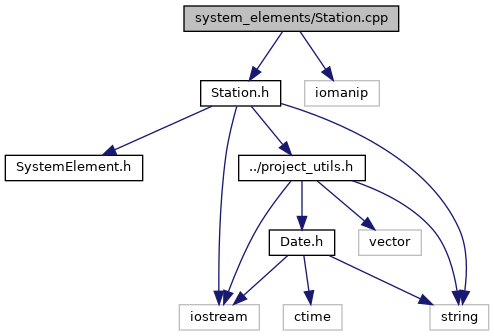 system_elements/Station.cpp
Station.h
iomanip
SystemElement.h
../project_utils.h
Date.h
vector
iostream
ctime
string